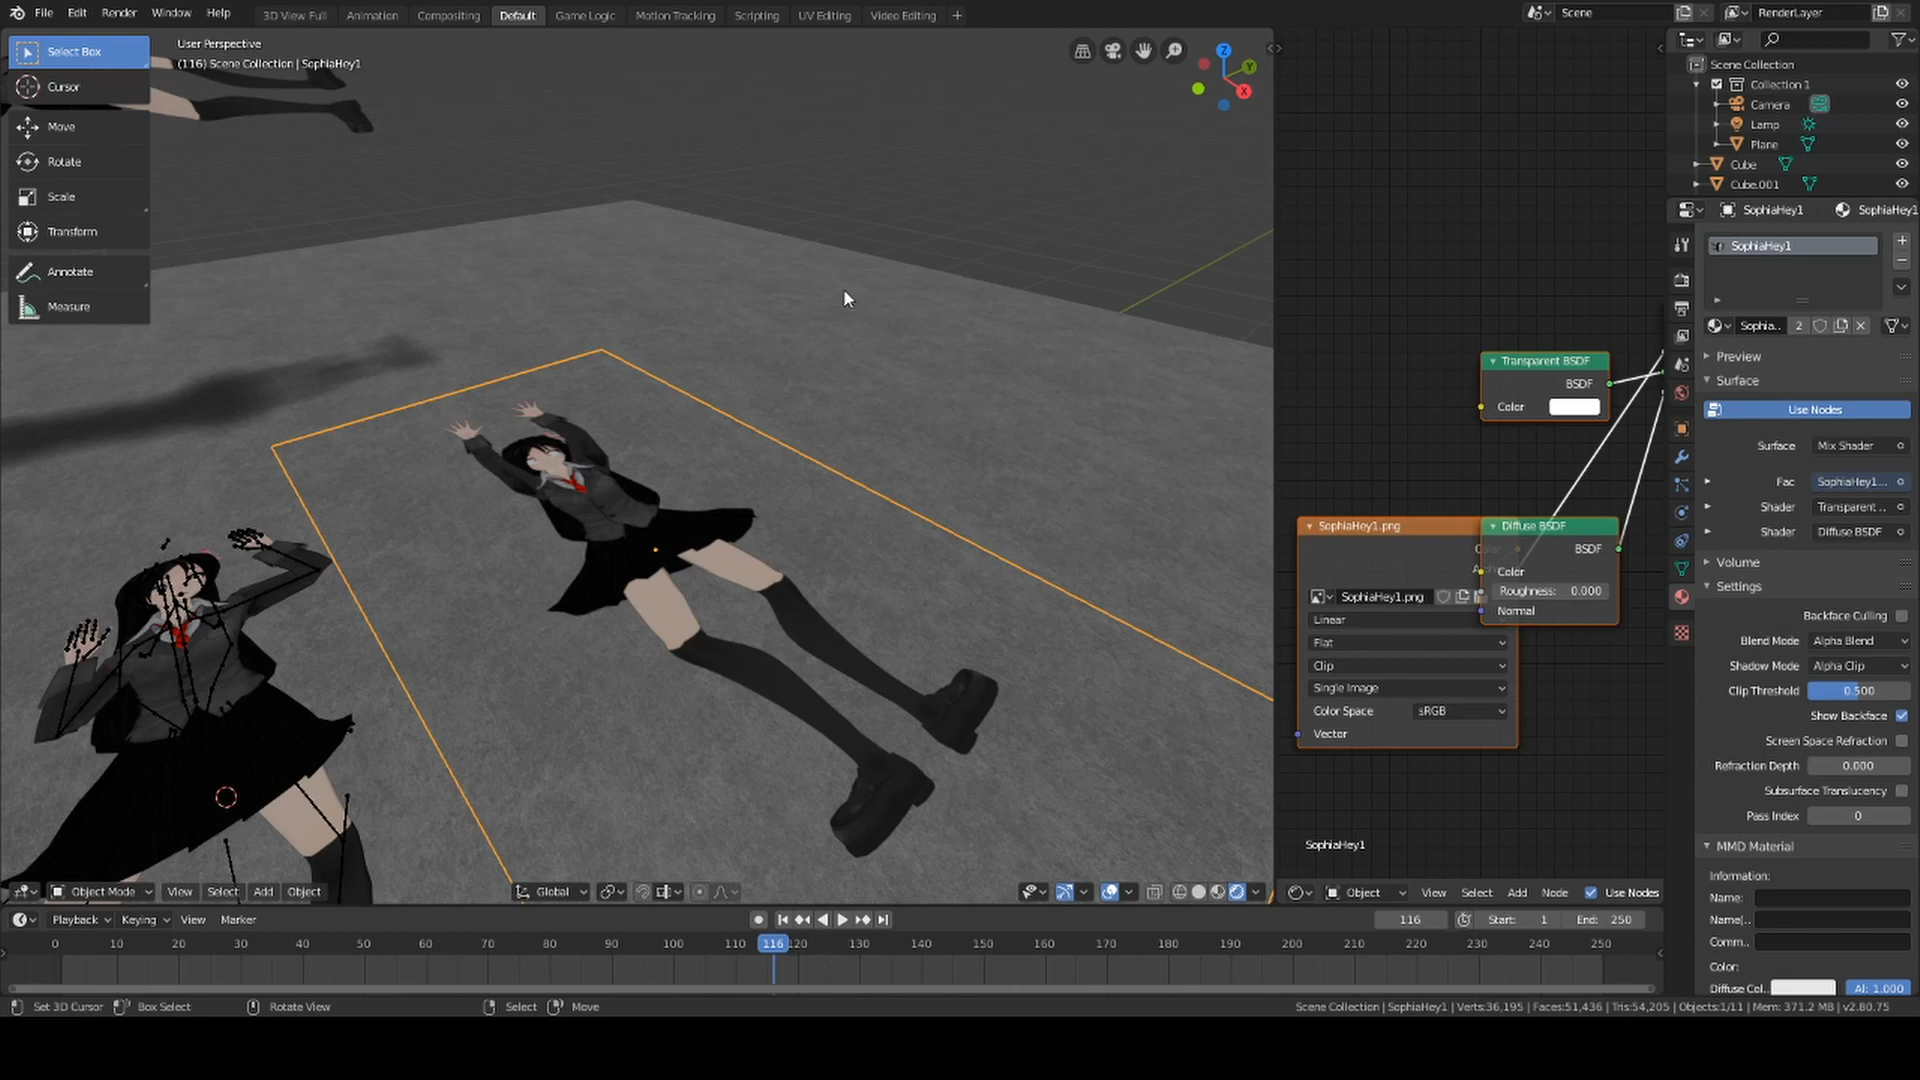 File Edit Render Window Help 3D View Full Animation Compositing Default Game Logic Motion Tracking Scripting UV Editing Video Editing + Scene RenderLayer
Select Box
Cursor
Move
Rotate
Scale
Transform
Annotate
Measure
User Perspective
(116) Scene Collection | SophiaHey1
Z
Y
X
Object Mode View Select Add Object Global
Transparent BSDF
BSDF
Color
SophiaHey1.png
Color
SophiaHey1.png
Linear
Flat
Clip
Single Image
Color Space sRGB
Vector
Diffuse BSDF
BSDF
Color
Roughness: 0.000
Normal
SophiaHey1
Object View Select Add Node Use Nodes
Scene Collection
Collection 1
Camera
Lamp
Plane
Cube
Cube.001
SophiaHey1 SophiaHey1
SophiaHey1
Sophia.. 2
Preview
Surface
Use Nodes
Surface Mix Shader
Fac SophiaHey1...
Shader Transparent ...
Shader Diffuse BSDF
Volume
Settings
Backface Culling
Blend Mode Alpha Blend
Shadow Mode Alpha Clip
Clip Threshold 0.500
Show Backface
Screen Space Refraction
Refraction Depth 0.000
Subsurface Translucency
Pass Index 0
MMD Material
Information:
Name:
Name(..
Comm..
Color:
Diffuse Col.. Al: 1.000
Playback Keying View Marker 116 Start: 1 End: 250
0 10 20 30 40 50 60 70 80 90 100 110 116 120 130 140 150 160 170 180 190 200 210 220 230 240 250
Set 3D Cursor Box Select Rotate View Select Move Scene Collection | SophiaHey1 | Verts:36,195 | Faces:51,436 | Tris:54,205 | Objects:1/11 | Mem: 371.2 MB | v2.80.75